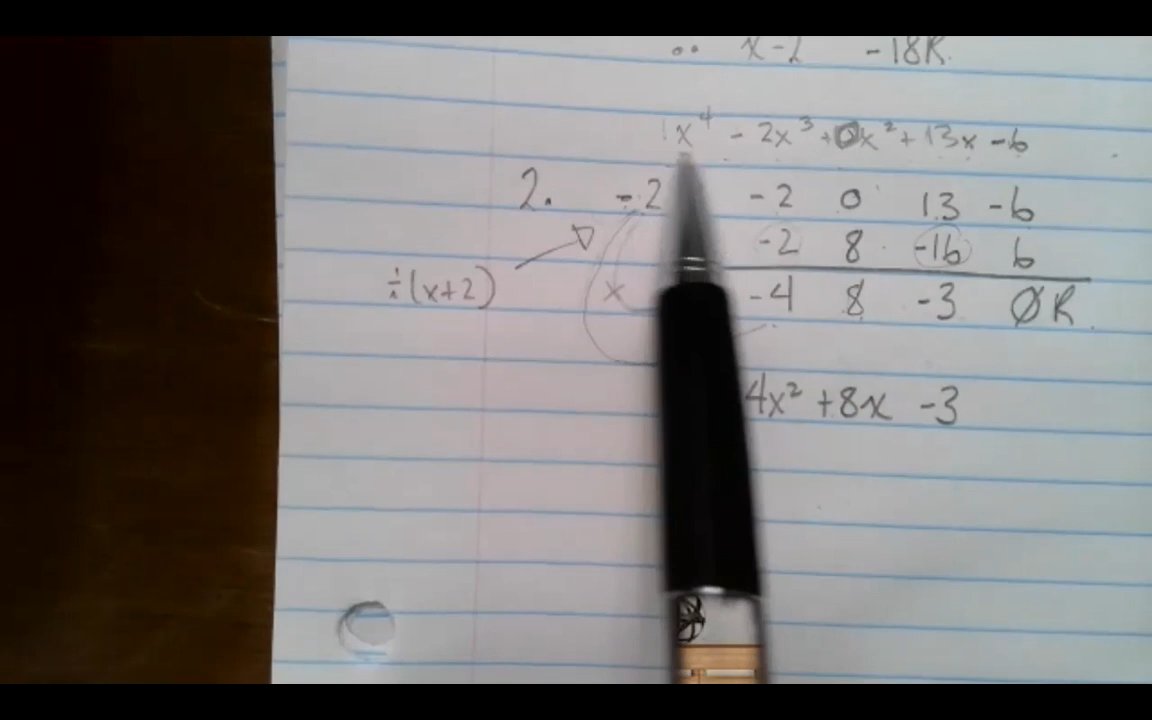 ∴ x-2 -18R.
1x⁴ - 2x³ + 0x² + 13x - 6
2. -2 -2 0 13 -6
-2 8 -16 6
÷(x+2) x -4 8 -3 0R
4x² +8x -3